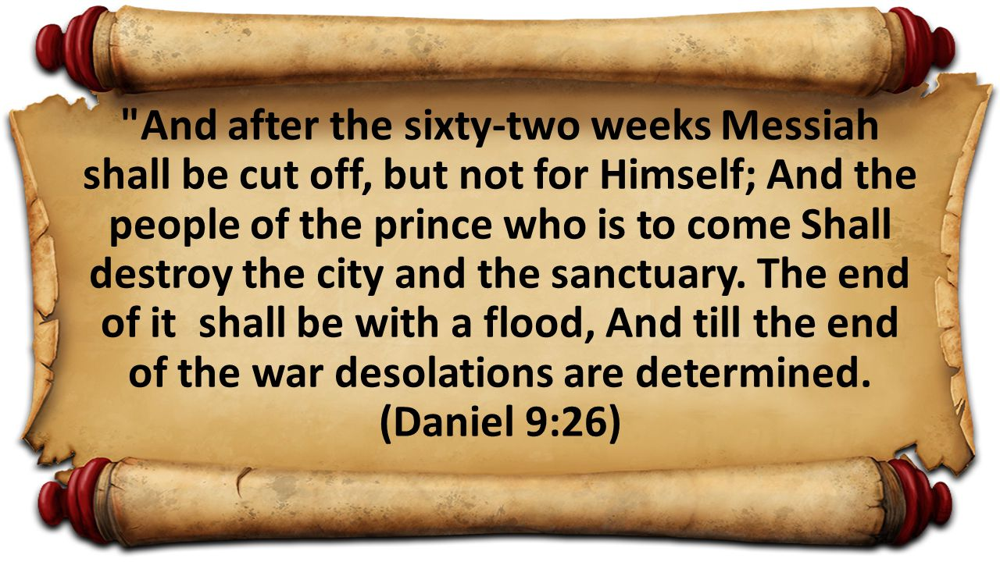 "And after the sixty-two weeks Messiah
shall be cut off, but not for Himself; And the
people of the prince who is to come Shall
destroy the city and the sanctuary. The end
of it  shall be with a flood, And till the end
of the war desolations are determined.
(Daniel 9:26)